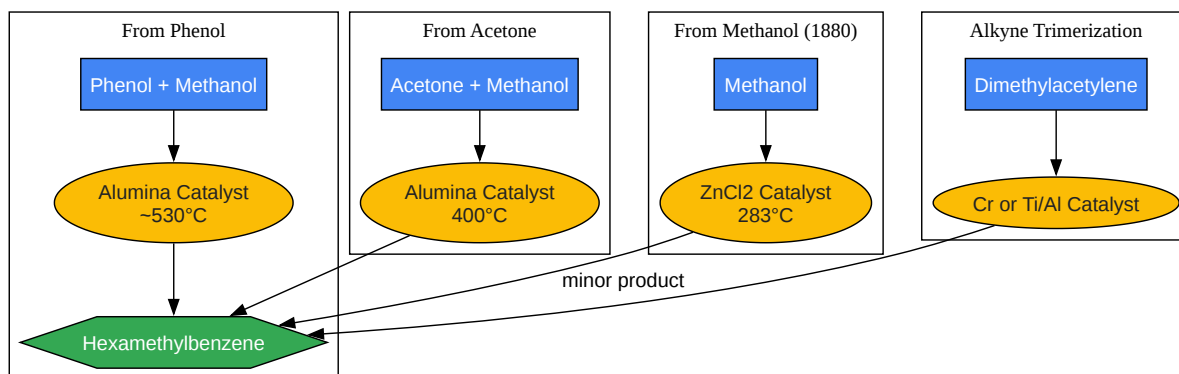 From Phenol
From Acetone
From Methanol (1880)
Alkyne Trimerization
Phenol + Methanol
Acetone + Methanol
Methanol
Dimethylacetylene
Alumina Catalyst
~530°C
Alumina Catalyst
400°C
ZnCl2 Catalyst
283°C
Cr or Ti/Al Catalyst
minor product
Hexamethylbenzene